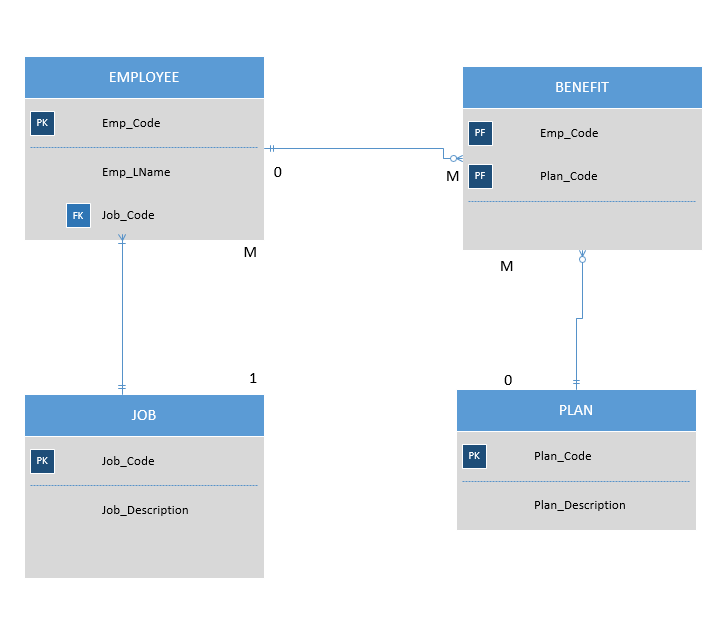 EMPLOYEE
PK Emp_Code
Emp_LName
FK Job_Code
BENEFIT
PF Emp_Code
PF Plan_Code
0
M
M
M
1
0
JOB
PK Job_Code
Job_Description
PLAN
PK Plan_Code
Plan_Description